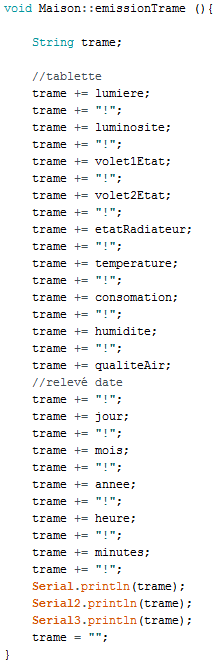 void Maison::emissionTrame (){
String trame;
//tablette
trame += lumiere;
trame += "!";
trame += luminosite;
trame += "!";
trame += volet1Etat;
trame += "!";
trame += volet2Etat;
trame += "!";
trame += etatRadiateur;
trame += "!";
trame += temperature;
trame += "!";
trame += consomation;
trame += "!";
trame += humidite;
trame += "!";
trame += qualiteAir;
//relevé date
trame += "!";
trame += jour;
trame += "!";
trame += mois;
trame += "!";
trame += annee;
trame += "!";
trame += heure;
trame += "!";
trame += minutes;
trame += "!";
Serial.println(trame);
Serial2.println(trame);
Serial3.println(trame);
trame = "";
}